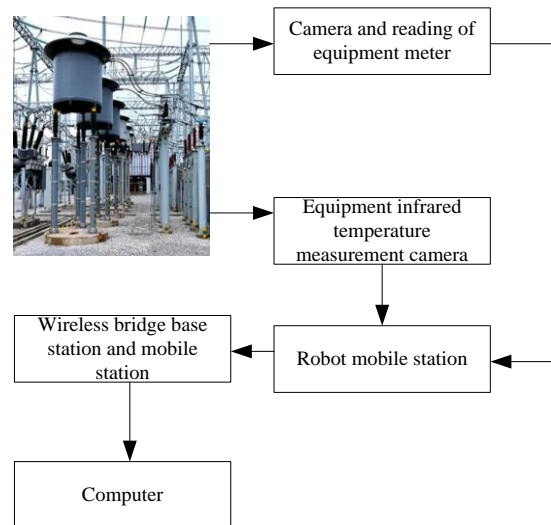 Camera and reading of
equipment meter
Equipment infrared
temperature
measurement camera
Wireless bridge base
station and mobile
station
Robot mobile station
Computer